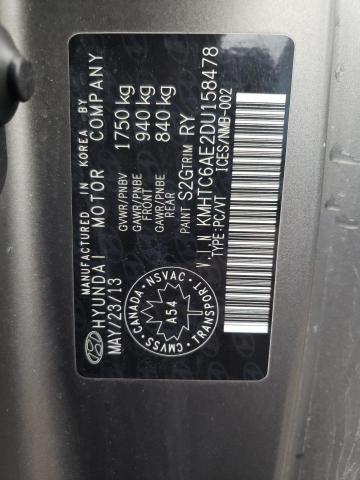 MANUFACTURED IN KOREA BY
HYUNDAI MOTOR COMPANY
MAY/23/13
GVWR/PNBV 1750 kg
GAWR/PNBE FRONT 940 kg
GAWR/PNBE REAR 840 kg
PAINT S2G TRIM RY
V.I.N KMHTC6AE2DU158478
TYPE:PC/VT ICES/NMB-002
CANADA·NSVAC·TRANSPORT·CMVSS
A54